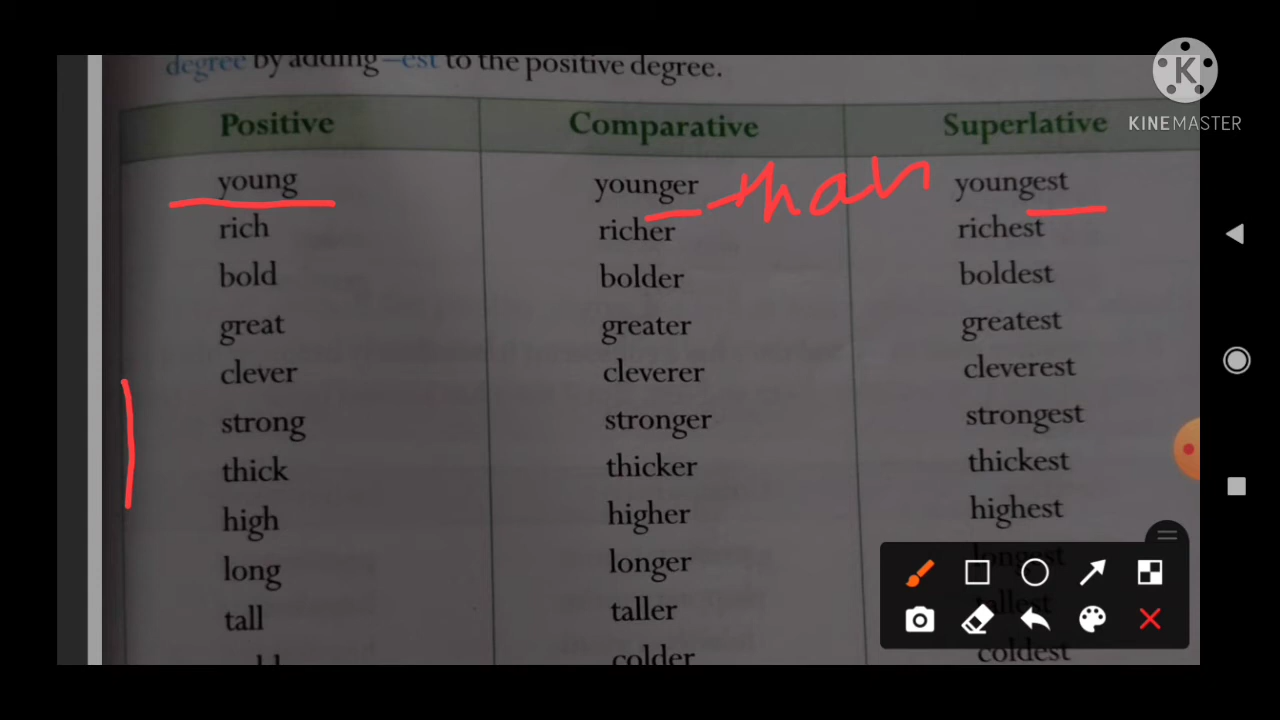 degree by adding –est to the positive degree.
KINEMASTER
Positive Comparative Superlative
young younger than youngest
rich richer richest
bold bolder boldest
great greater greatest
clever cleverer cleverest
strong stronger strongest
thick thicker thickest
high higher highest
long longer longest
tall taller tallest
colder coldest